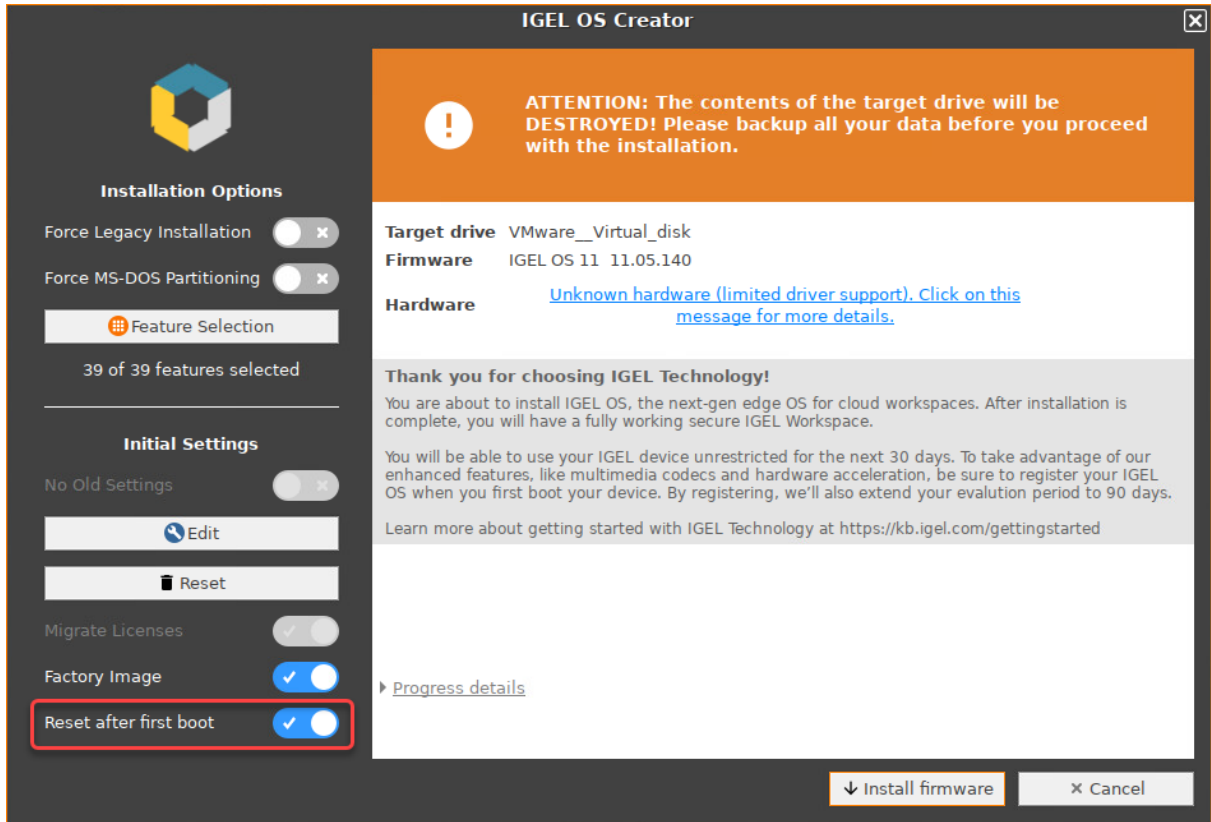 IGEL OS Creator
Installation Options
Force Legacy Installation
Force MS-DOS Partitioning
Feature Selection
39 of 39 features selected
Initial Settings
No Old Settings
Edit
Reset
Migrate Licenses
Factory Image
Reset after first boot
ATTENTION: The contents of the target drive will be
DESTROYED! Please backup all your data before you proceed
with the installation.
Target drive VMware__Virtual_disk
Firmware IGEL OS 11 11.05.140
Hardware Unknown hardware (limited driver support). Click on this
message for more details.
Thank you for choosing IGEL Technology!
You are about to install IGEL OS, the next-gen edge OS for cloud workspaces. After installation is
complete, you will have a fully working secure IGEL Workspace.
You will be able to use your IGEL device unrestricted for the next 30 days. To take advantage of our
enhanced features, like multimedia codecs and hardware acceleration, be sure to register your IGEL
OS when you first boot your device. By registering, we'll also extend your evalution period to 90 days.
Learn more about getting started with IGEL Technology at https://kb.igel.com/gettingstarted
Progress details
Install firmware
Cancel